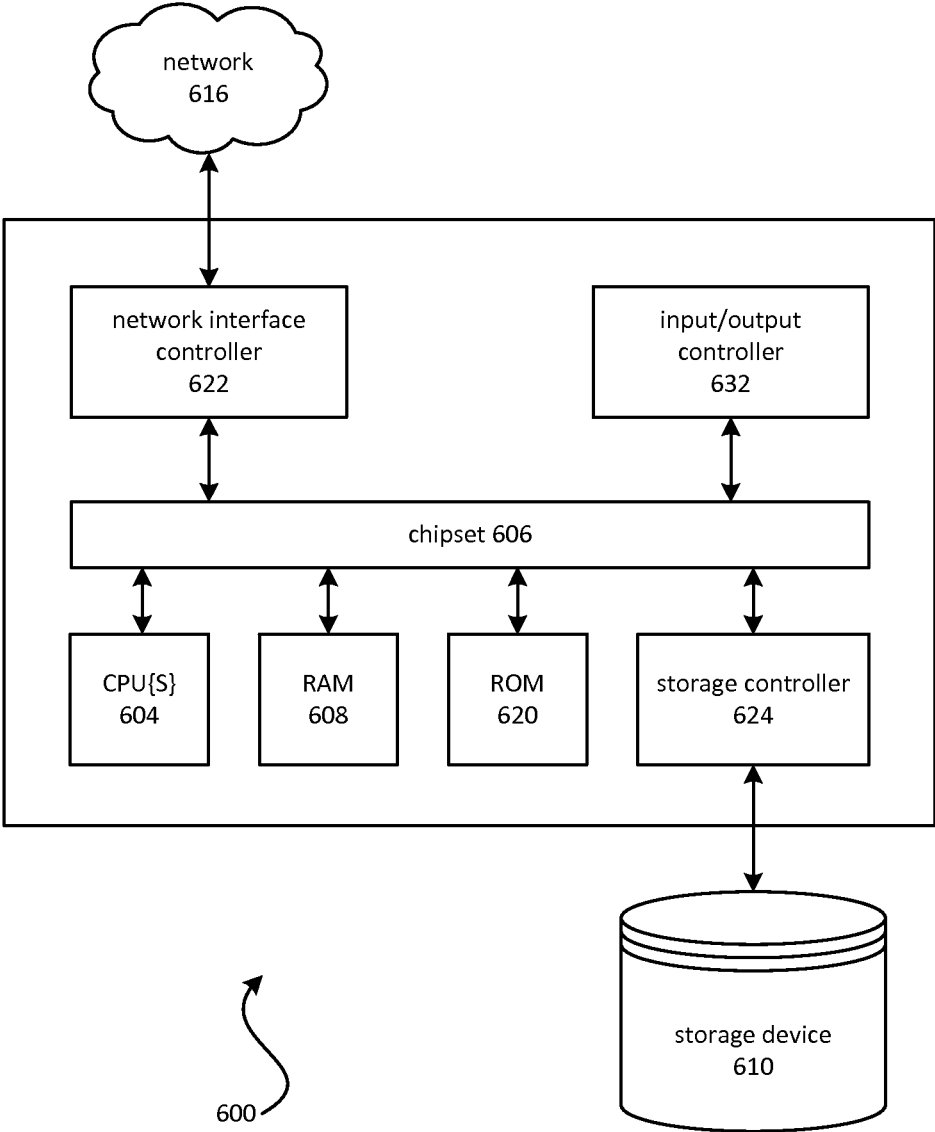 network
616
network interface
controller
622
input/output
controller
632
chipset 606
CPU{S}
604
RAM
608
ROM
620
storage controller
624
storage device
610
600